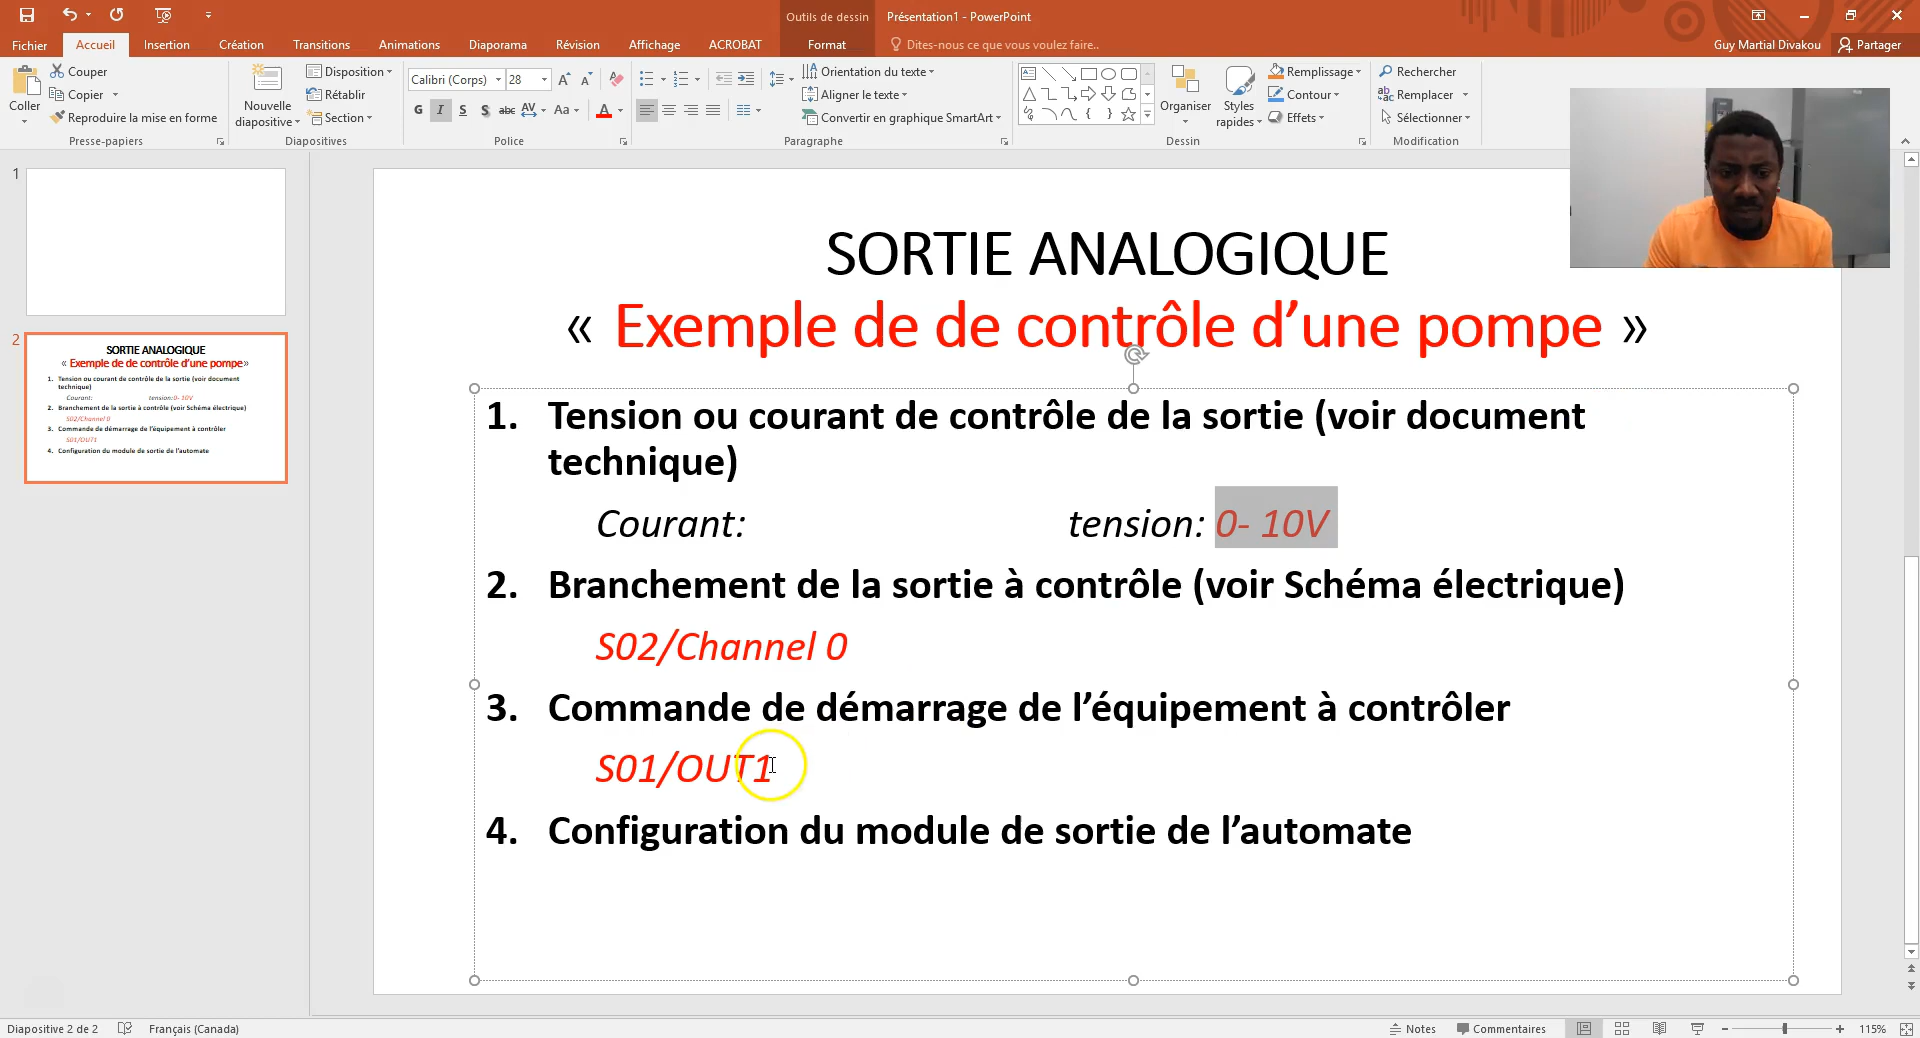 Outils de dessin
Présentation1 - PowerPoint
Fichier Accueil Insertion Création Transitions Animations Diaporama Révision Affichage ACROBAT Format Dites-nous ce que vous voulez faire..
Guy Martial Divakou Partager
Coller
Couper
Copier
Reproduire la mise en forme
Presse-papiers
Nouvelle
diapositive
Disposition
Rétablir
Section
Diapositives
Calibri (Corps) 28
G I S S abc AV Aa A
Police
Orientation du texte
Aligner le texte
Convertir en graphique SmartArt
Paragraphe
Organiser
Styles
rapides
Remplissage
Contour
Effets
Dessin
Rechercher
Remplacer
Sélectionner
Modification
1
2
SORTIE ANALOGIQUE
« Exemple de de contrôle d'une pompe»
1. Tension ou courant de contrôle de la sortie (voir document
technique)
Courant: tension: 0- 10V
2. Branchement de la sortie à contrôle (voir Schéma électrique)
S02/Channel 0
3. Commande de démarrage de l'équipement à contrôler
S01/OUT1
4. Configuration du module de sortie de l'automate
SORTIE ANALOGIQUE
« Exemple de de contrôle d’une pompe »
1. Tension ou courant de contrôle de la sortie (voir document
technique)
Courant: tension: 0- 10V
2. Branchement de la sortie à contrôle (voir Schéma électrique)
S02/Channel 0
3. Commande de démarrage de l’équipement à contrôler
S01/OUT1
4. Configuration du module de sortie de l’automate
Diapositive 2 de 2 Français (Canada) Notes Commentaires 115%